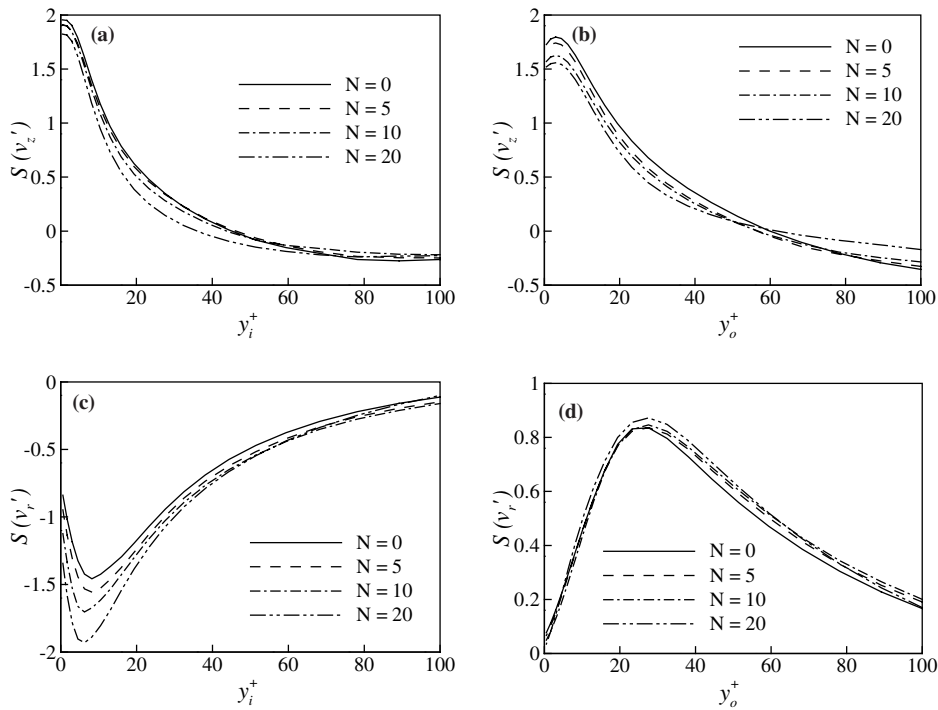 (a)
S (v_z')
2
1.5
1
0.5
0
-0.5
20 40 60 80 100
y_i^+
N = 0
N = 5
N = 10
N = 20
(b)
S (v_z')
2
1.5
1
0.5
0
-0.5
0 20 40 60 80 100
y_o^+
N = 0
N = 5
N = 10
N = 20
(c)
S (v_r')
0
-0.5
-1
-1.5
-2
0 20 40 60 80 100
y_i^+
N = 0
N = 5
N = 10
N = 20
(d)
S (v_r')
1
0.8
0.6
0.4
0.2
0
0 20 40 60 80 100
y_o^+
N = 0
N = 5
N = 10
N = 20